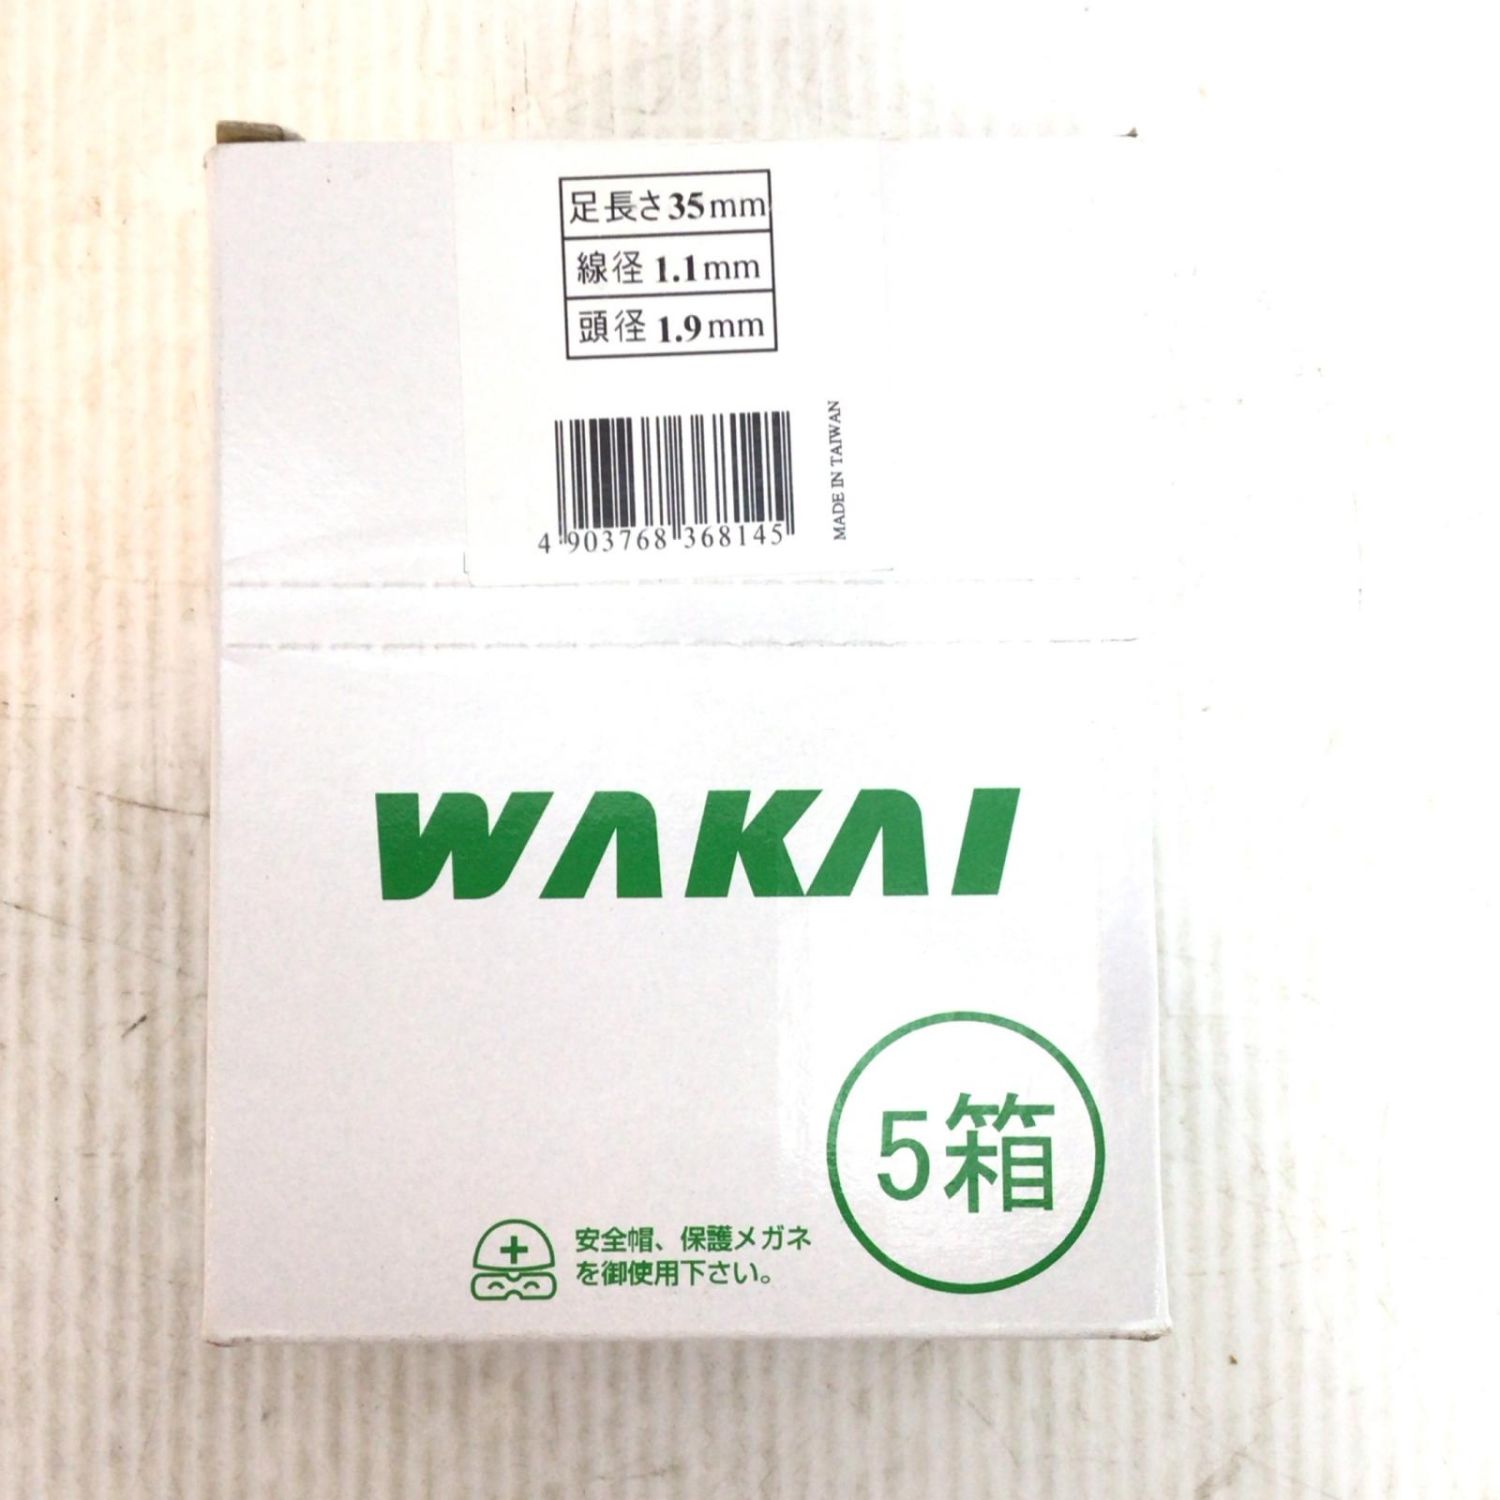 足長さ35mm
線径 1.1mm
頭径 1.9mm
4 903768 368145
MADE IN TAIWAN
WAKAI
5箱
安全帽、保護メガネ
を御使用下さい。